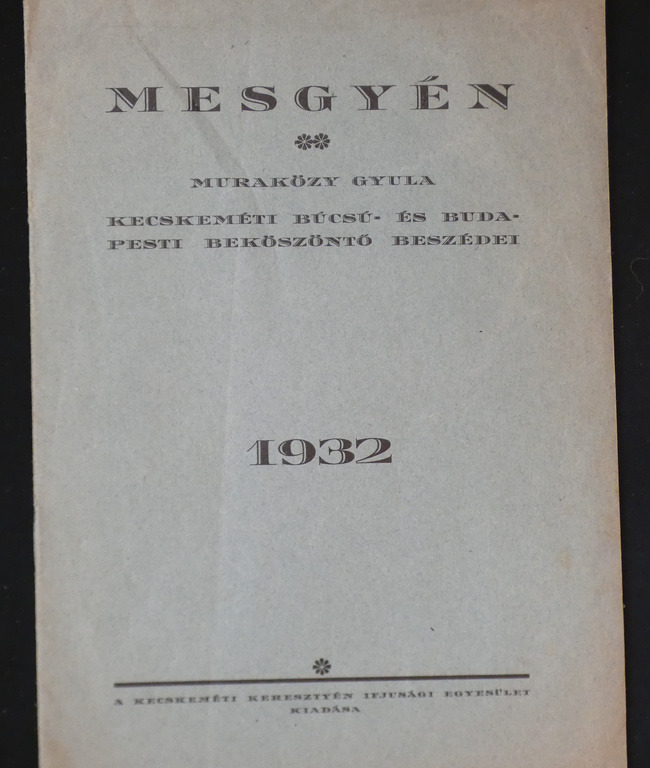 MESGYÉN
MURAKÖZY GYULA
KECSKEMÉTI BÚCSÚ- ÉS BUDA-
PESTI BEKÖSZÖNTŐ BESZÉDEI
1932
A KECSKEMÉTI KERESZTYÉN IFJUSÁGI EGYESÜLET
KIADÁSA